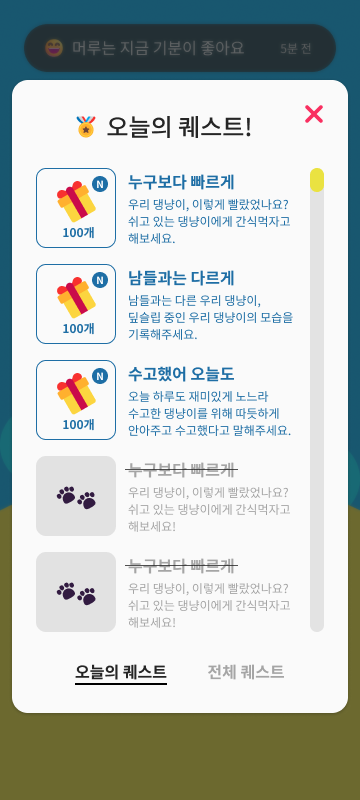 머루는 지금 기분이 좋아요
5분 전
오늘의 퀘스트!
N
100개
누구보다 빠르게
우리 댕냥이, 이렇게 빨랐었나요?
쉬고 있는 댕냥이에게 간식먹자고
해보세요.
N
100개
남들과는 다르게
남들과는 다른 우리 댕냥이,
딥슬립 중인 우리 댕냥이의 모습을
기록해주세요.
N
100개
수고했어 오늘도
오늘 하루도 재미있게 노느라
수고한 댕냥이를 위해 따듯하게
안아주고 수고했다고 말해주세요.
누구보다 빠르게
우리 댕냥이, 이렇게 빨랐었나요?
쉬고 있는 댕냥이에게 간식먹자고
해보세요!
누구보다 빠르게
우리 댕냥이, 이렇게 빨랐었나요?
쉬고 있는 댕냥이에게 간식먹자고
해보세요!
오늘의 퀘스트
전체 퀘스트